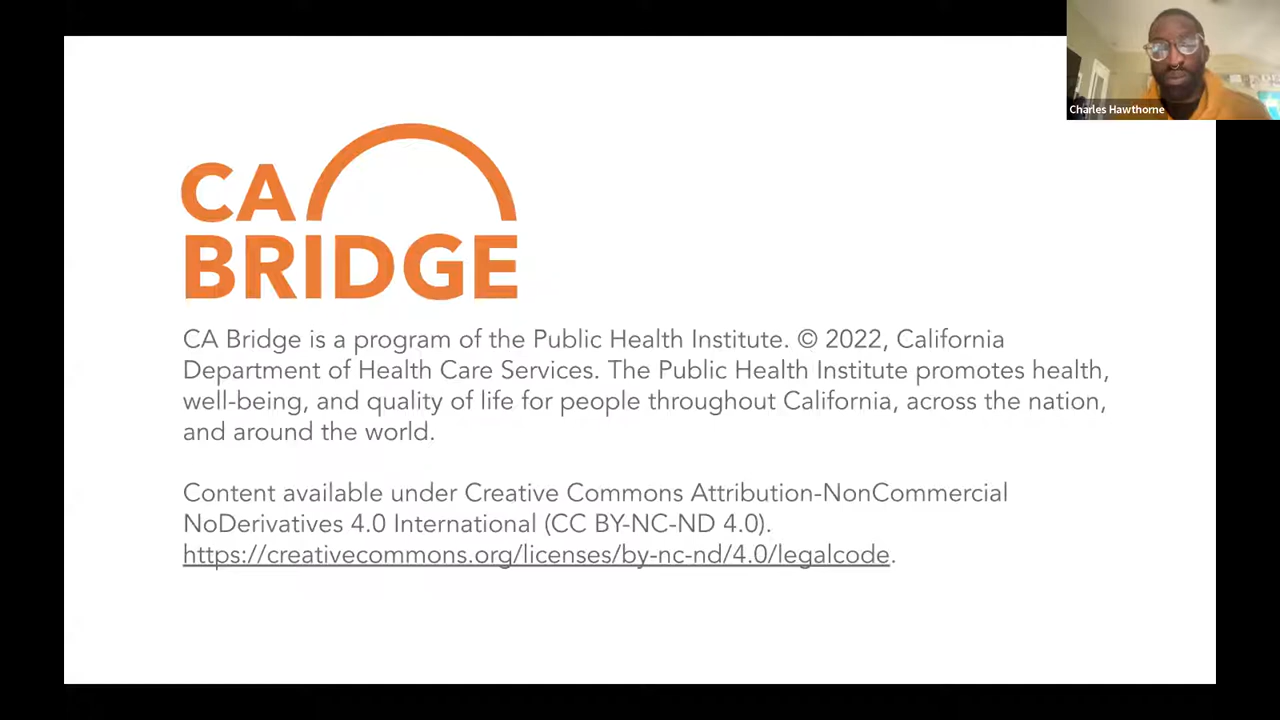 Charles Hawthorne
CA
BRIDGE
CA Bridge is a program of the Public Health Institute. © 2022, California
Department of Health Care Services. The Public Health Institute promotes health,
well-being, and quality of life for people throughout California, across the nation,
and around the world.
Content available under Creative Commons Attribution-NonCommercial
NoDerivatives 4.0 International (CC BY-NC-ND 4.0).
https://creativecommons.org/licenses/by-nc-nd/4.0/legalcode.